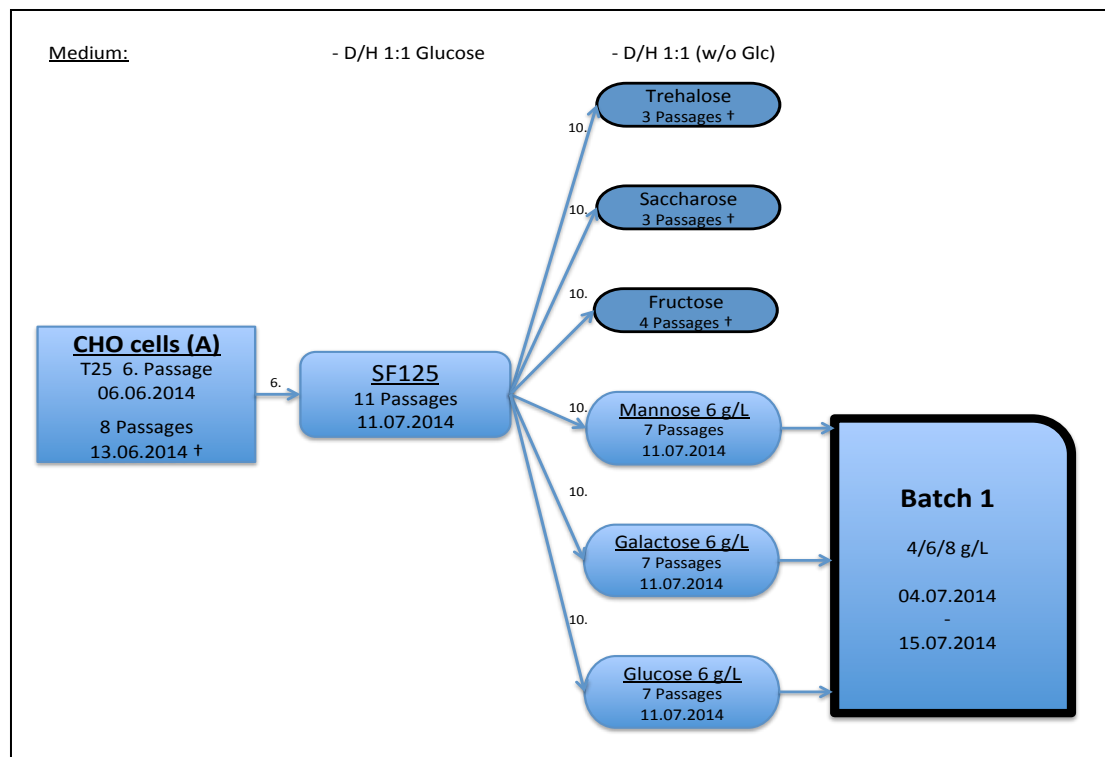 Medium:
- D/H 1:1 Glucose
- D/H 1:1 (w/o Glc)
CHO cells (A)
T25  6. Passage
06.06.2014
8 Passages
13.06.2014 †
6.
SF125
11 Passages
11.07.2014
10.
Trehalose
3 Passages †
10.
Saccharose
3 Passages †
10.
Fructose
4 Passages †
10.
Mannose 6 g/L
7 Passages
11.07.2014
10.
Galactose 6 g/L
7 Passages
11.07.2014
10.
Glucose 6 g/L
7 Passages
11.07.2014
Batch 1
4/6/8 g/L
04.07.2014
-
15.07.2014